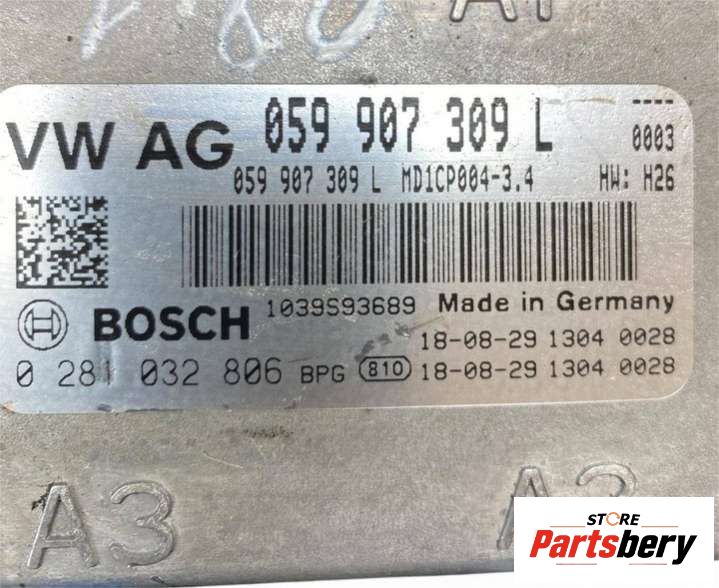 A1
VW AG 059 907 309 L ----
0003
059 907 309 L MD1CP004-3.4 HW: H26
BOSCH 1039S93689 Made in Germany
18-08-29 1304 0028
0 281 032 806 BPG 810 18-08-29 1304 0028
A3
STORE
Partsbery